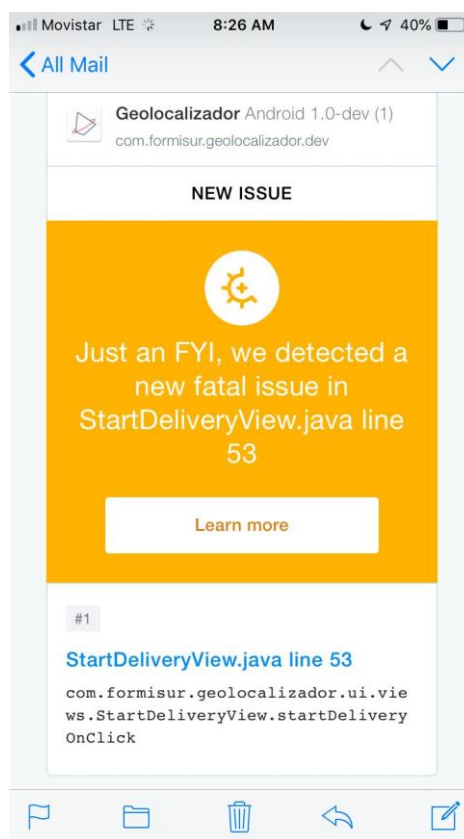 Movistar LTE 8:26 AM 40%
All Mail
Geolocalizador Android 1.0-dev (1)
com.formisur.geolocalizador.dev
NEW ISSUE
Just an FYI, we detected a
new fatal issue in
StartDeliveryView.java line
53
Learn more
#1
StartDeliveryView.java line 53
com.formisur.geolocalizador.ui.vie
ws.StartDeliveryView.startDelivery
OnClick